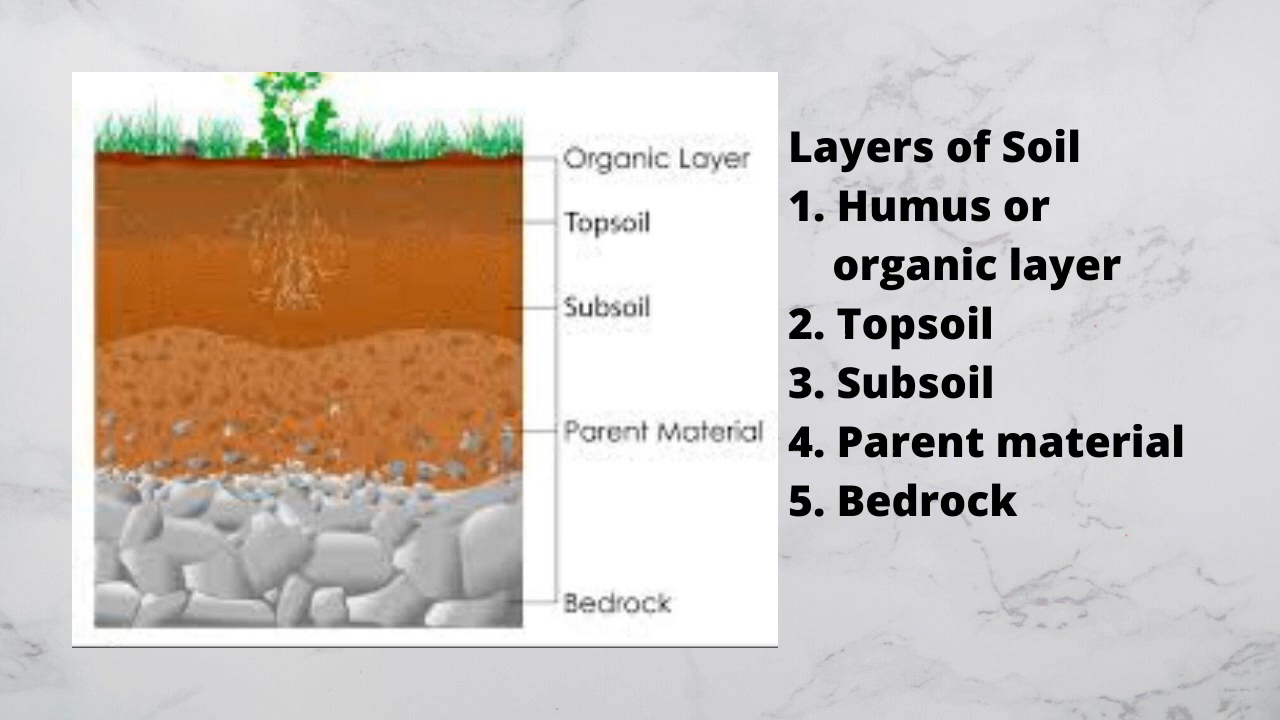 Organic Layer
Topsoil
Subsoil
Parent Material
Bedrock
Layers of Soil
1. Humus or
organic layer
2. Topsoil
3. Subsoil
4. Parent material
5. Bedrock